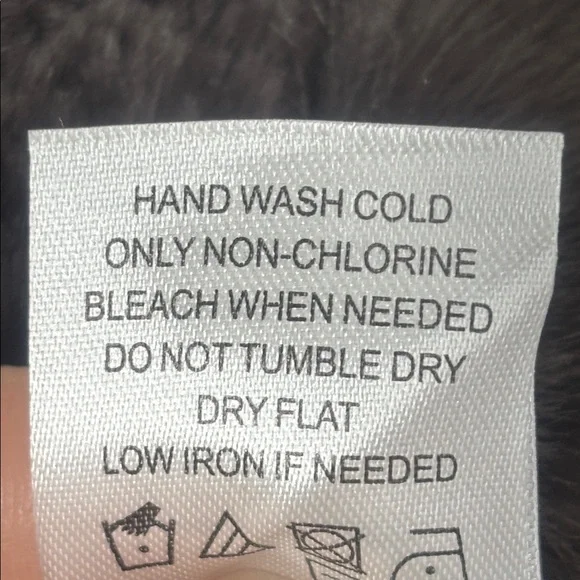 HAND WASH COLD
ONLY NON-CHLORINE
BLEACH WHEN NEEDED
DO NOT TUMBLE DRY
DRY FLAT
LOW IRON IF NEEDED